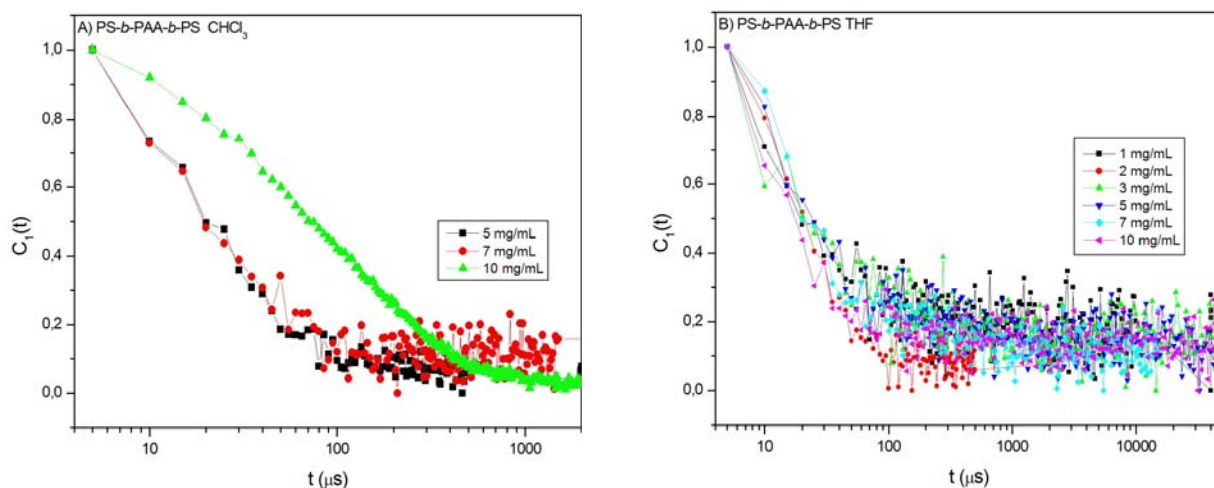 A) PS-b-PAA-b-PS CHCl3
1,0
0,8
0,6
0,4
0,2
0,0
C1(t)
5 mg/mL
7 mg/mL
10 mg/mL
10
100
1000
t (μs)
B) PS-b-PAA-b-PS THF
1,0
0,8
0,6
0,4
0,2
0,0
C1(t)
1 mg/mL
2 mg/mL
3 mg/mL
5 mg/mL
7 mg/mL
10 mg/mL
10
100
1000
10000
t (μs)